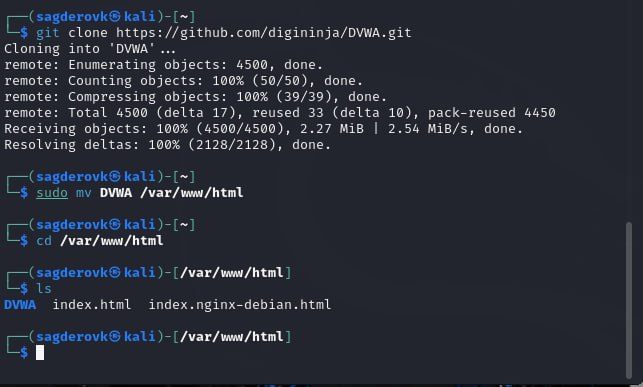 ┌──(sagderovk㉿kali)-[~]
└─$ git clone https://github.com/digininja/DVWA.git
Cloning into 'DVWA'...
remote: Enumerating objects: 4500, done.
remote: Counting objects: 100% (50/50), done.
remote: Compressing objects: 100% (39/39), done.
remote: Total 4500 (delta 17), reused 33 (delta 10), pack-reused 4450
Receiving objects: 100% (4500/4500), 2.27 MiB | 2.54 MiB/s, done.
Resolving deltas: 100% (2128/2128), done.
┌──(sagderovk㉿kali)-[~]
└─$ sudo mv DVWA /var/www/html
┌──(sagderovk㉿kali)-[~]
└─$ cd /var/www/html
┌──(sagderovk㉿kali)-[/var/www/html]
└─$ ls
DVWA  index.html  index.nginx-debian.html
┌──(sagderovk㉿kali)-[/var/www/html]
└─$